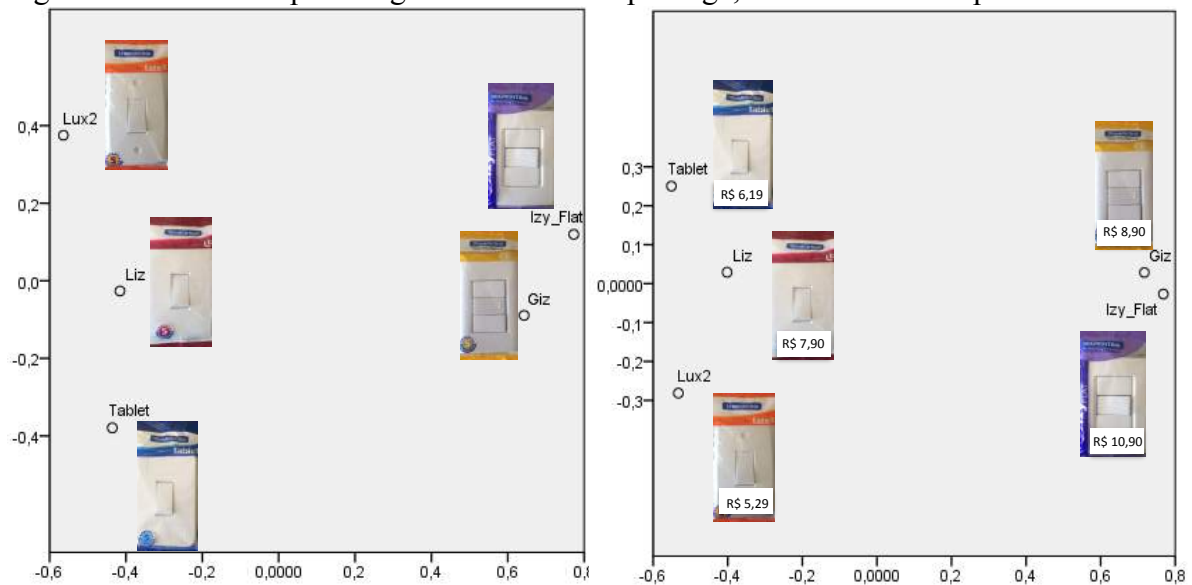 Lux2
Izy_Flat
Liz
Giz
Tablet
0,4
0,2
0,0
-0,2
-0,4
-0,6
-0,4
-0,2
0,0000
0,2
0,4
0,6
0,8
Tablet
R$ 6,19
R$ 8,90
Giz
Liz
Izy_Flat
R$ 7,90
Lux2
R$ 10,90
R$ 5,29
0,3
0,2
0,1
0,0000
-0,1
-0,2
-0,3
-0,6
-0,4
-0,2
0,0000
0,2
0,4
0,6
0,8